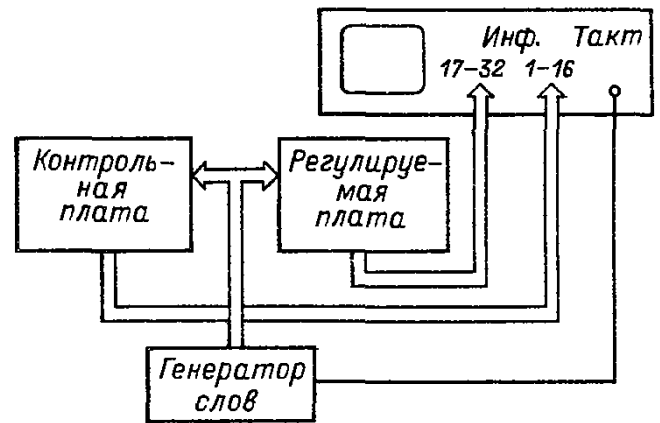 Инф. Такт
17–32 1–16
Контроль-
ная
плата
Регулируе-
мая
плата
Генератор
слов